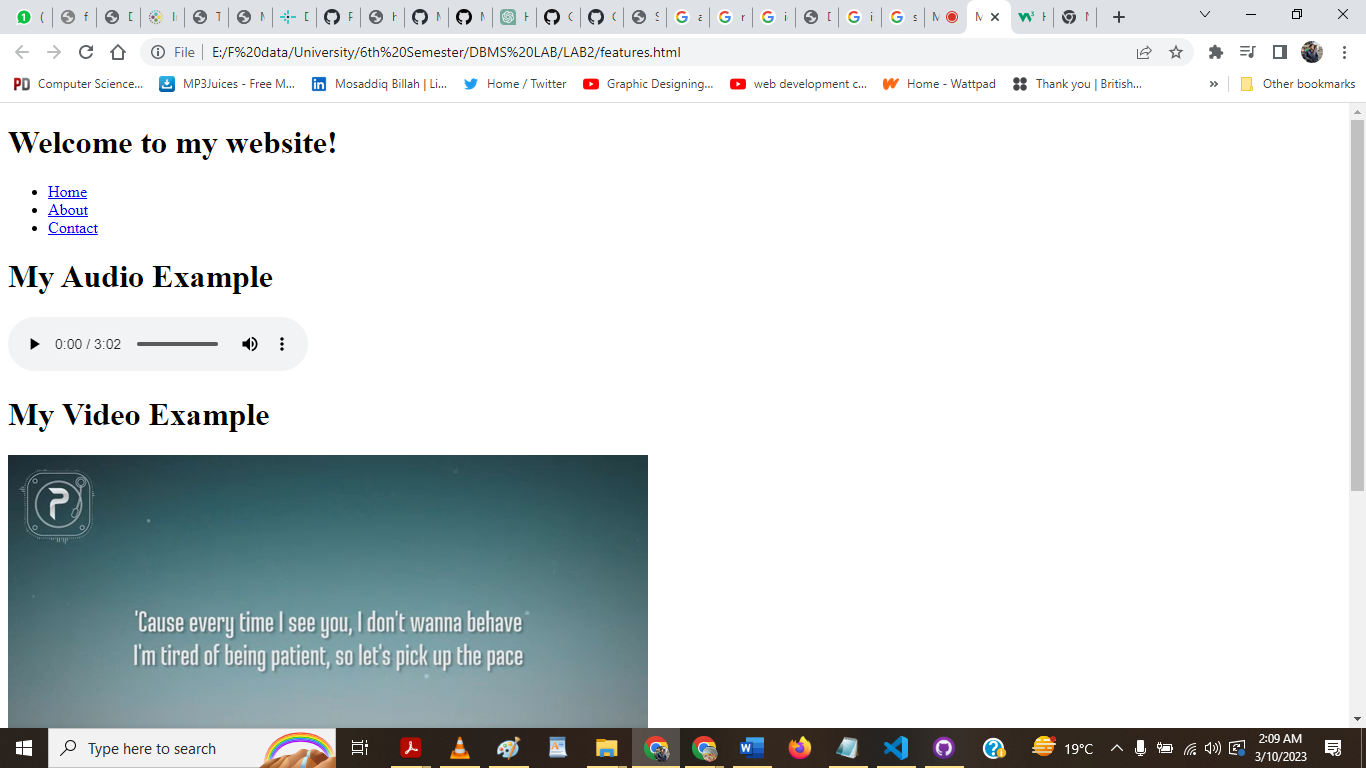 File
E:/F%20data/University/6th%20Semester/DBMS%20LAB/LAB2/features.html
Computer Science...
MP3Juices - Free M...
Mosaddiq Billah | Li...
Home / Twitter
Graphic Designing...
web development c...
Home - Wattpad
Thank you | British...
»
Other bookmarks
Welcome to my website!
Home
About
Contact
My Audio Example
0:00 / 3:02
My Video Example
'Cause every time I see you, I don't wanna behave
I'm tired of being patient, so let's pick up the pace
Type here to search
19°C
2:09 AM
3/10/2023